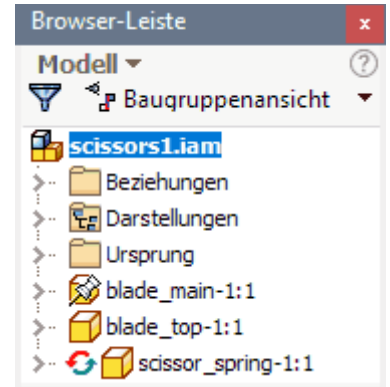 Browser-Leiste x
Modell ?
Baugruppenansicht
scissors1.iam
Beziehungen
Darstellungen
Ursprung
blade_main-1:1
blade_top-1:1
scissor_spring-1:1